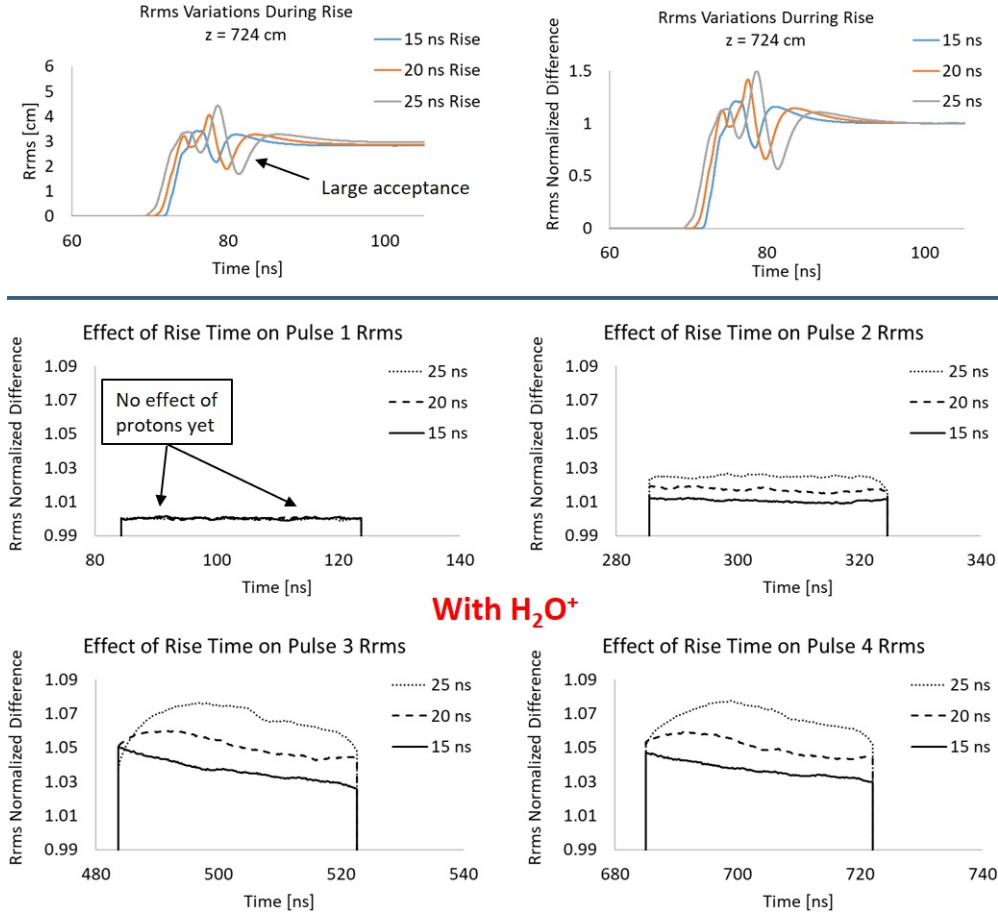 Rrms Variations During Rise
z = 724 cm
15 ns Rise
20 ns Rise
25 ns Rise
Rrms [cm]
6
5
4
3
2
1
0
60
80
100
Time [ns]
Large acceptance
Rrms Variations Durring Rise
z = 724 cm
15 ns
20 ns
25 ns
Rrms Normalized Difference
1.5
1
0.5
0
60
80
100
Time [ns]
Effect of Rise Time on Pulse 1 Rrms
Rrms Normalized Difference
1.09
1.07
1.05
1.03
1.01
0.99
80
100
120
140
Time [ns]
25 ns
20 ns
15 ns
No effect of
protons yet
Effect of Rise Time on Pulse 2 Rrms
Rrms Normalized Difference
1.09
1.07
1.05
1.03
1.01
0.99
280
300
320
340
Time [ns]
25 ns
20 ns
15 ns
With H₂O⁺
Effect of Rise Time on Pulse 3 Rrms
Rrms Normalized Difference
1.09
1.07
1.05
1.03
1.01
0.99
480
500
520
540
Time [ns]
25 ns
20 ns
15 ns
Effect of Rise Time on Pulse 4 Rrms
Rrms Normalized Difference
1.09
1.07
1.05
1.03
1.01
0.99
680
700
720
740
Time [ns]
25 ns
20 ns
15 ns